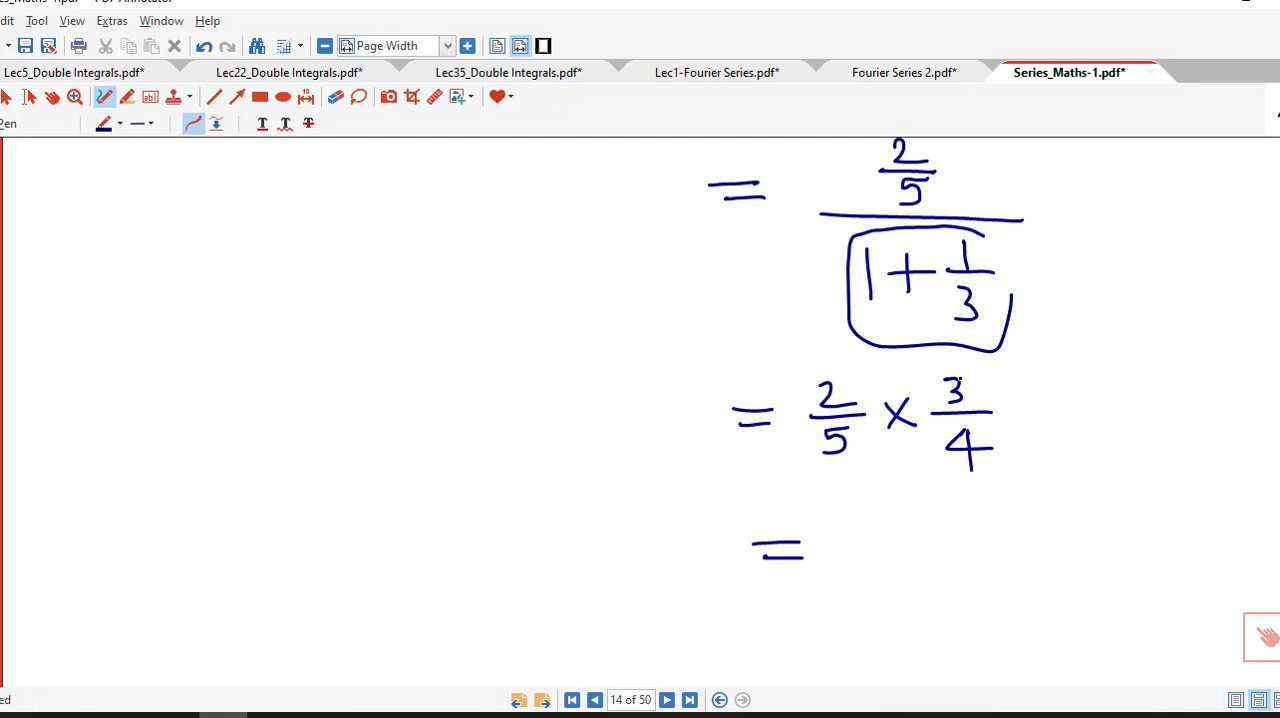 dit Tool View Extras Window Help
Page Width
Lec5_Double Integrals.pdf* Lec22_Double Integrals.pdf* Lec35_Double Integrals.pdf* Lec1-Fourier Series.pdf* Fourier Series 2.pdf* Series_Maths-1.pdf*
10
Pen
T T T
= 2/5
1 + 1/3
= 2/5 × 3/4
=
14 of 50